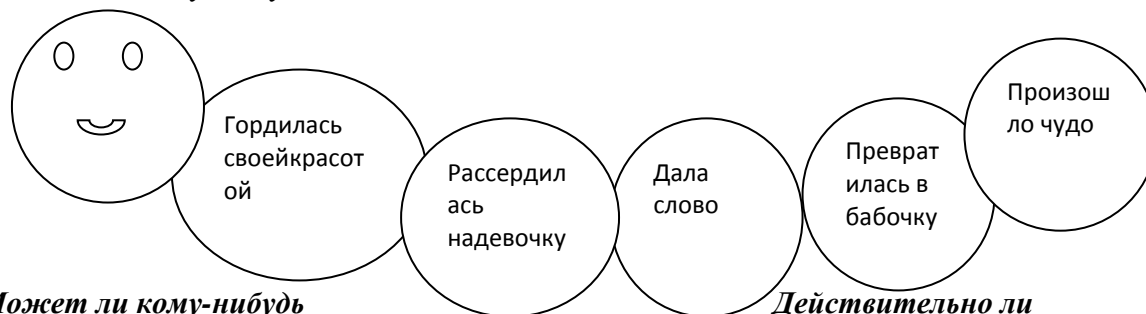 Гордилась
своейкрасот
ой
Рассердил
ась
надевочку
Дала
слово
Преврат
илась в
бабочку
Произош
ло чудо
Может ли кому-нибудь
Действительно ли